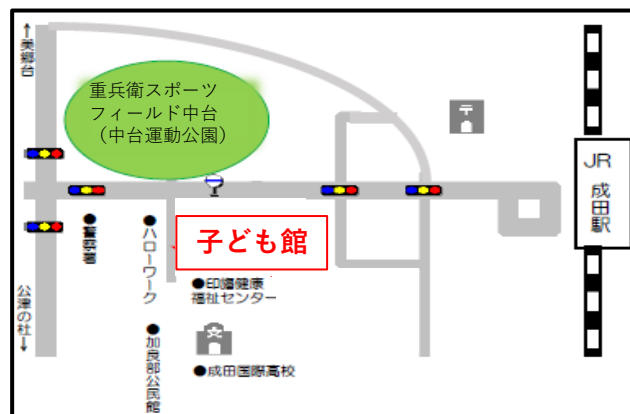 ↑美郷台
重兵衛スポーツ
フィールド中台
（中台運動公園）
〒
JR
成田駅
●警察署
●ハローワーク
子ども館
●印旛健康
福祉センター
公津の杜↓
●加良部公民館
●成田国際高校